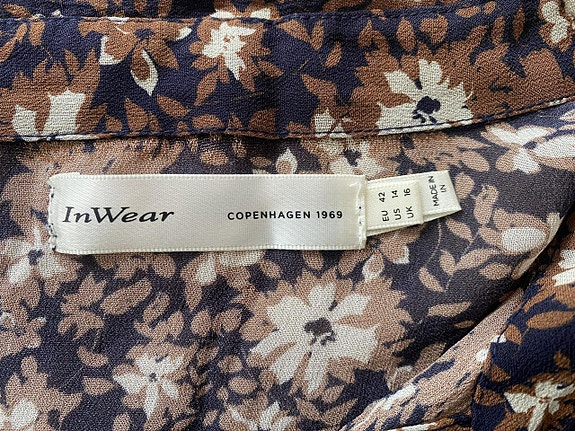 InWear
COPENHAGEN 1969
EU 42
US 14
UK 16
MADE IN
IN